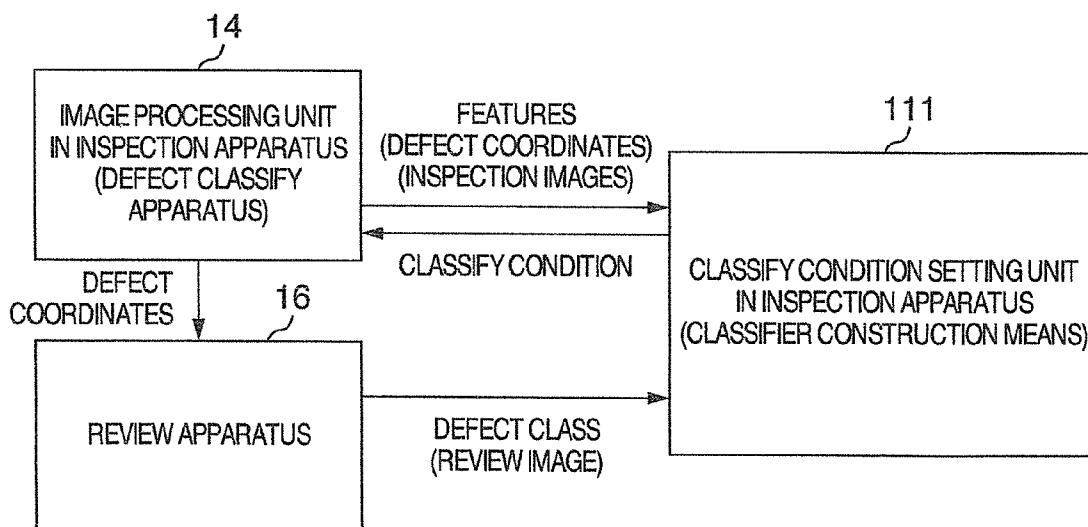 14
IMAGE PROCESSING UNIT
IN INSPECTION APPARATUS
(DEFECT CLASSIFY
APPARATUS)
FEATURES
(DEFECT COORDINATES)
(INSPECTION IMAGES)
111
CLASSIFY CONDITION
CLASSIFY CONDITION SETTING UNIT
IN INSPECTION APPARATUS
(CLASSIFIER CONSTRUCTION MEANS)
DEFECT
COORDINATES
16
REVIEW APPARATUS
DEFECT CLASS
(REVIEW IMAGE)